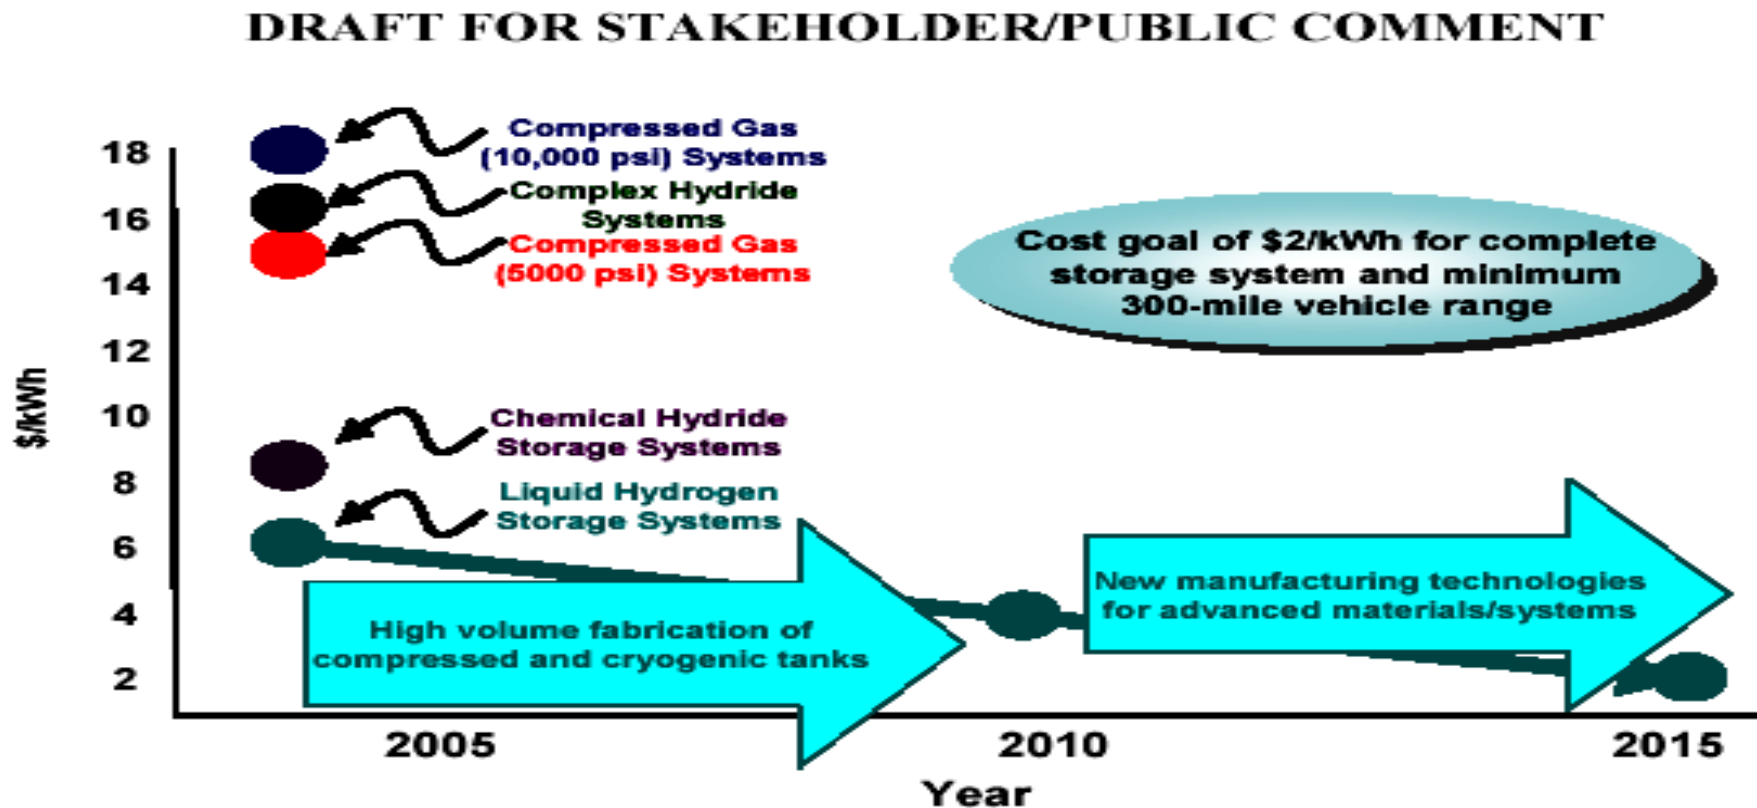 DRAFT FOR STAKEHOLDER/PUBLIC COMMENT
Compressed Gas
(10,000 psi) Systems
Complex Hydride
Systems
Compressed Gas
(5000 psi) Systems
Cost goal of $2/kWh for complete
storage system and minimum
300-mile vehicle range
Chemical Hydride
Storage Systems
Liquid Hydrogen
Storage Systems
High volume fabrication of
compressed and cryogenic tanks
New manufacturing technologies
for advanced materials/systems
$/kWh
18
16
14
12
10
8
6
4
2
2005
2010
2015
Year